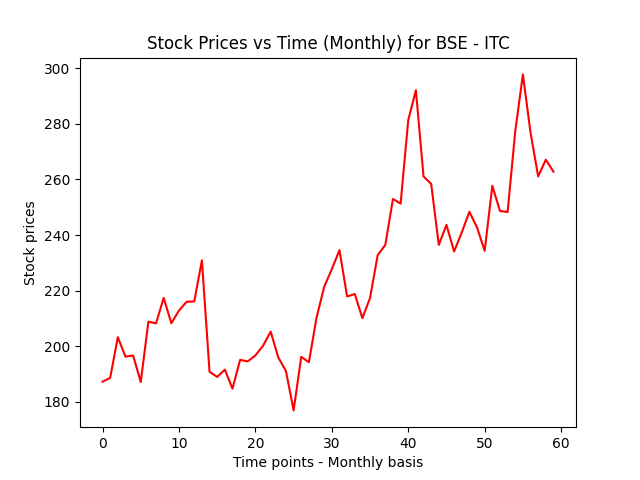 Stock Prices vs Time (Monthly) for BSE - ITC
300
280
260
240
220
200
180
Stock prices
0 10 20 30 40 50 60
Time points - Monthly basis